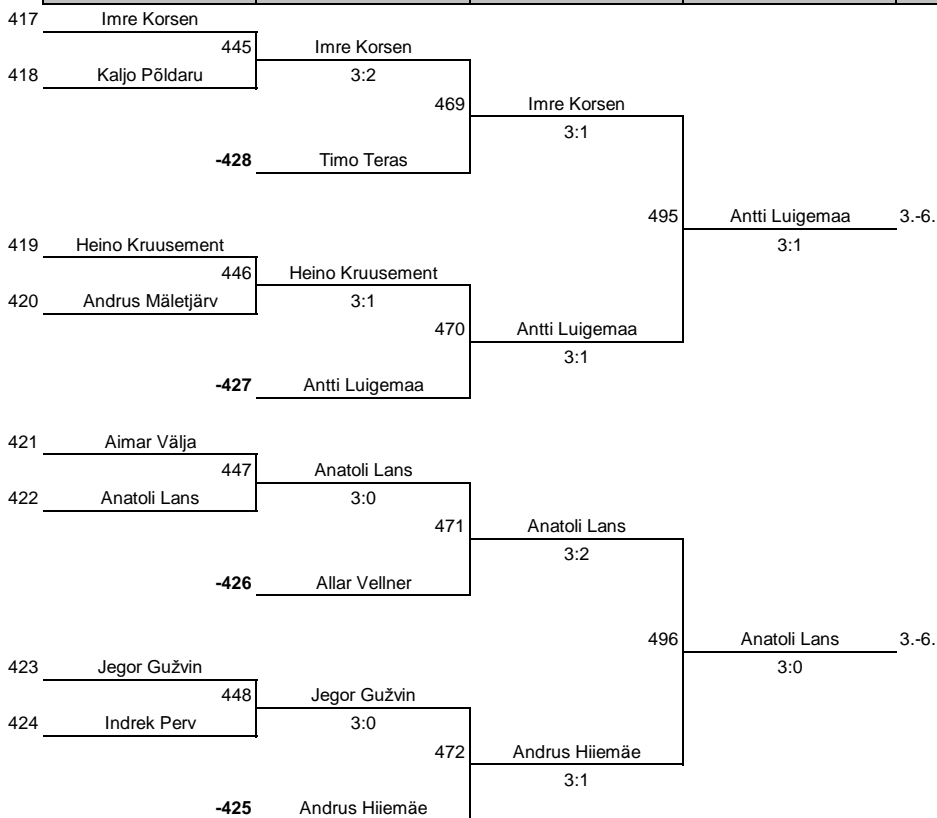 417 Imre Korsen
445 Imre Korsen
418 Kaljo Põldaru 3:2
469 Imre Korsen
3:1
-428 Timo Teras
495 Antti Luigemaa 3.-6.
419 Heino Kruusement 3:1
446 Heino Kruusement
420 Andrus Mäletjärv 3:1
470 Antti Luigemaa
3:1
-427 Antti Luigemaa
421 Aimar Välja
447 Anatoli Lans
422 Anatoli Lans 3:0
471 Anatoli Lans
3:2
-426 Allar Vellner
496 Anatoli Lans 3.-6.
423 Jegor Gužvin 3:0
448 Jegor Gužvin
424 Indrek Perv 3:0
472 Andrus Hiiemäe
3:1
-425 Andrus Hiiemäe